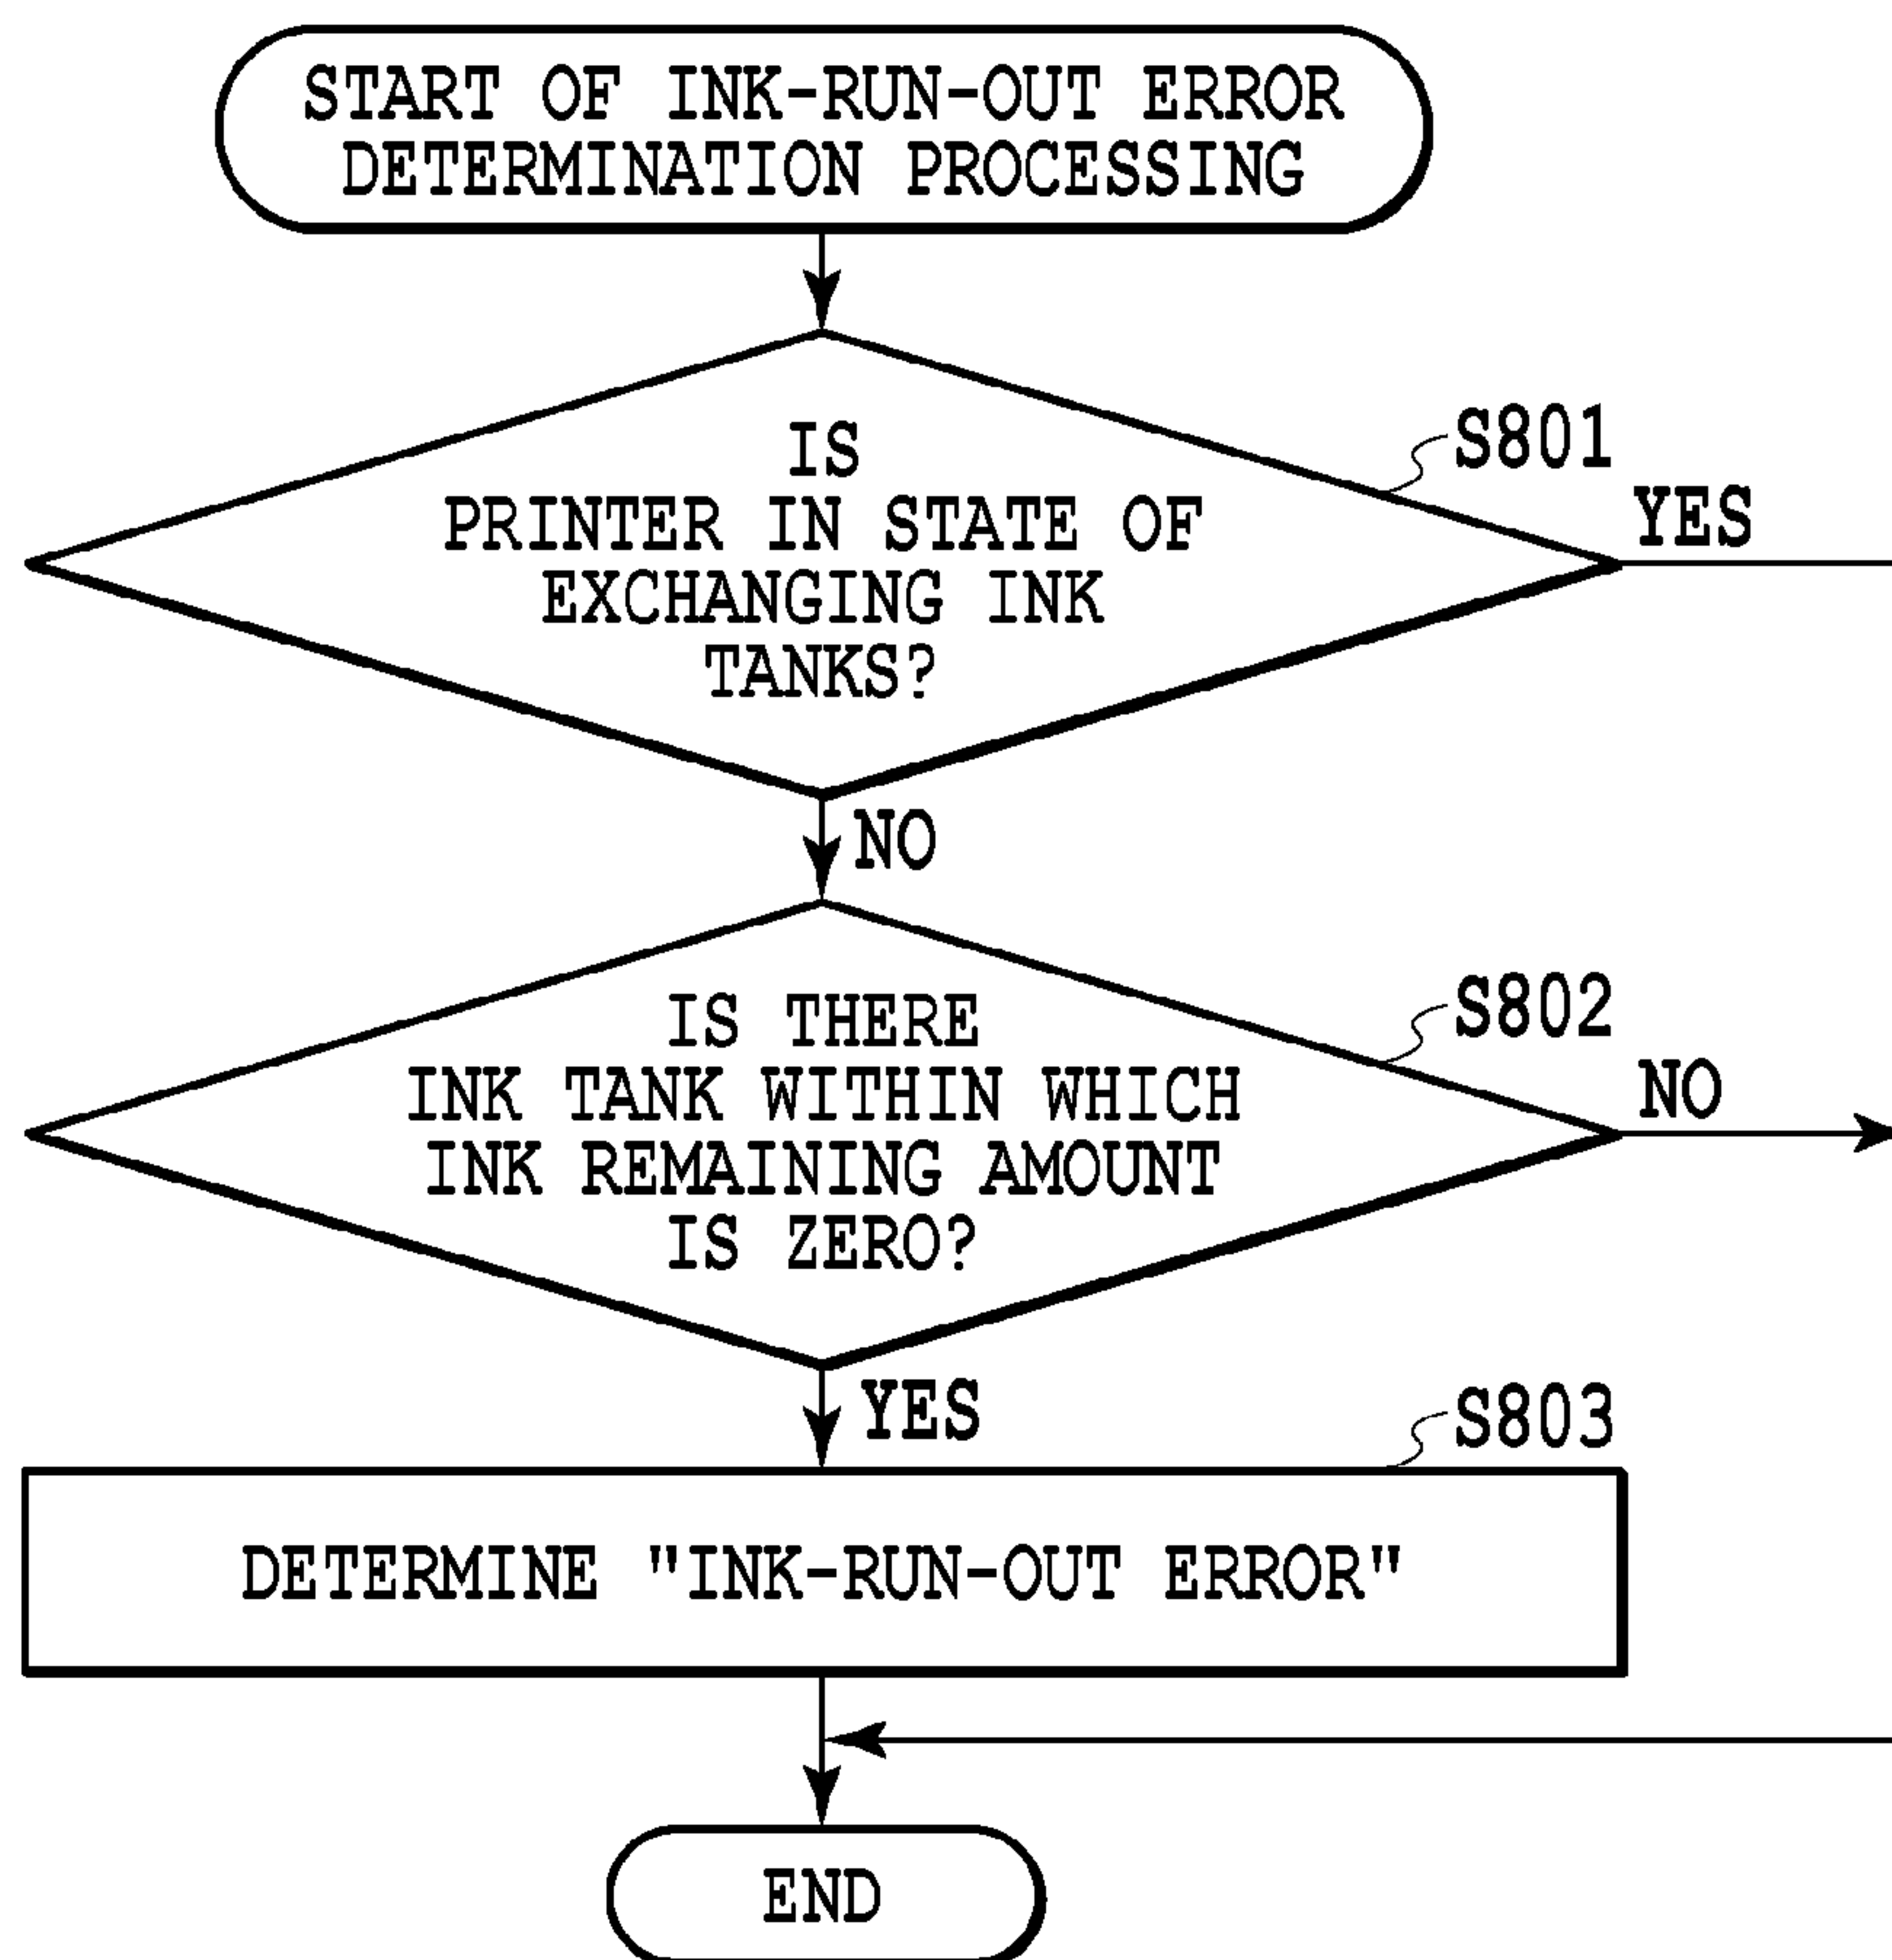 START OF INK-RUN-OUT ERROR
DETERMINATION PROCESSING
IS
PRINTER IN STATE OF
EXCHANGING INK
TANKS?
S801
YES
NO
IS THERE
INK TANK WITHIN WHICH
INK REMAINING AMOUNT
IS ZERO?
S802
NO
YES
S803
DETERMINE "INK-RUN-OUT ERROR"
END